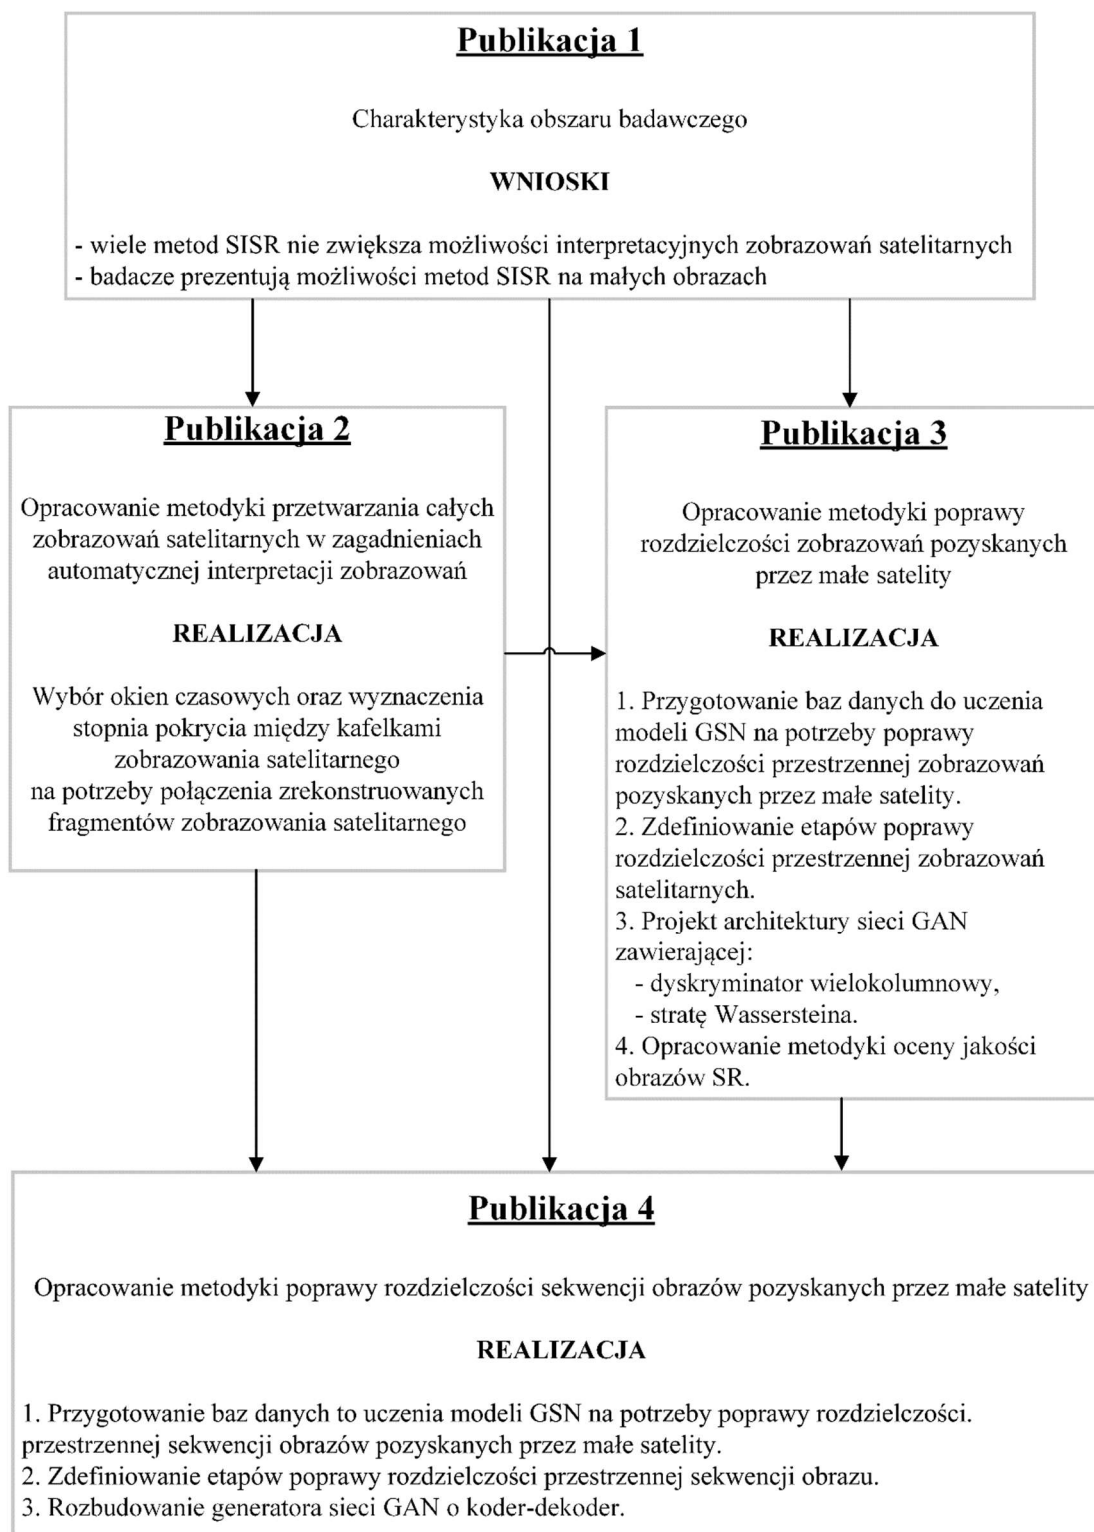 Publikacja 1
Charakterystyka obszaru badawczego
WNIOSKI
- wiele metod SISR nie zwiększa możliwości interpretacyjnych zobrazowań satelitarnych
- badacze prezentują możliwości metod SISR na małych obrazach
Publikacja 2
Opracowanie metodyki przetwarzania całych
zobrazowań satelitarnych w zagadnieniach
automatycznej interpretacji zobrazowań
REALIZACJA
Wybór okien czasowych oraz wyznaczenia
stopnia pokrycia między kafelkami
zobrazowania satelitarnego
na potrzeby połączenia zrekonstruowanych
fragmentów zobrazowania satelitarnego
Publikacja 3
Opracowanie metodyki poprawy
rozdzielczości zobrazowań pozyskanych
przez małe satelity
REALIZACJA
1. Przygotowanie baz danych do uczenia
modeli GSN na potrzeby poprawy
rozdzielczości przestrzennej zobrazowań
pozyskanych przez małe satelity.
2. Zdefiniowanie etapów poprawy
rozdzielczości przestrzennej zobrazowań
satelitarnych.
3. Projekt architektury sieci GAN
zawierającej:
- dyskryminator wielokolumnowy,
- stratę Wassersteina.
4. Opracowanie metodyki oceny jakości
obrazów SR.
Publikacja 4
Opracowanie metodyki poprawy rozdzielczości sekwencji obrazów pozyskanych przez małe satelity
REALIZACJA
1. Przygotowanie baz danych to uczenia modeli GSN na potrzeby poprawy rozdzielczości.
przestrzennej sekwencji obrazów pozyskanych przez małe satelity.
2. Zdefiniowanie etapów poprawy rozdzielczości przestrzennej sekwencji obrazu.
3. Rozbudowanie generatora sieci GAN o koder-dekoder.